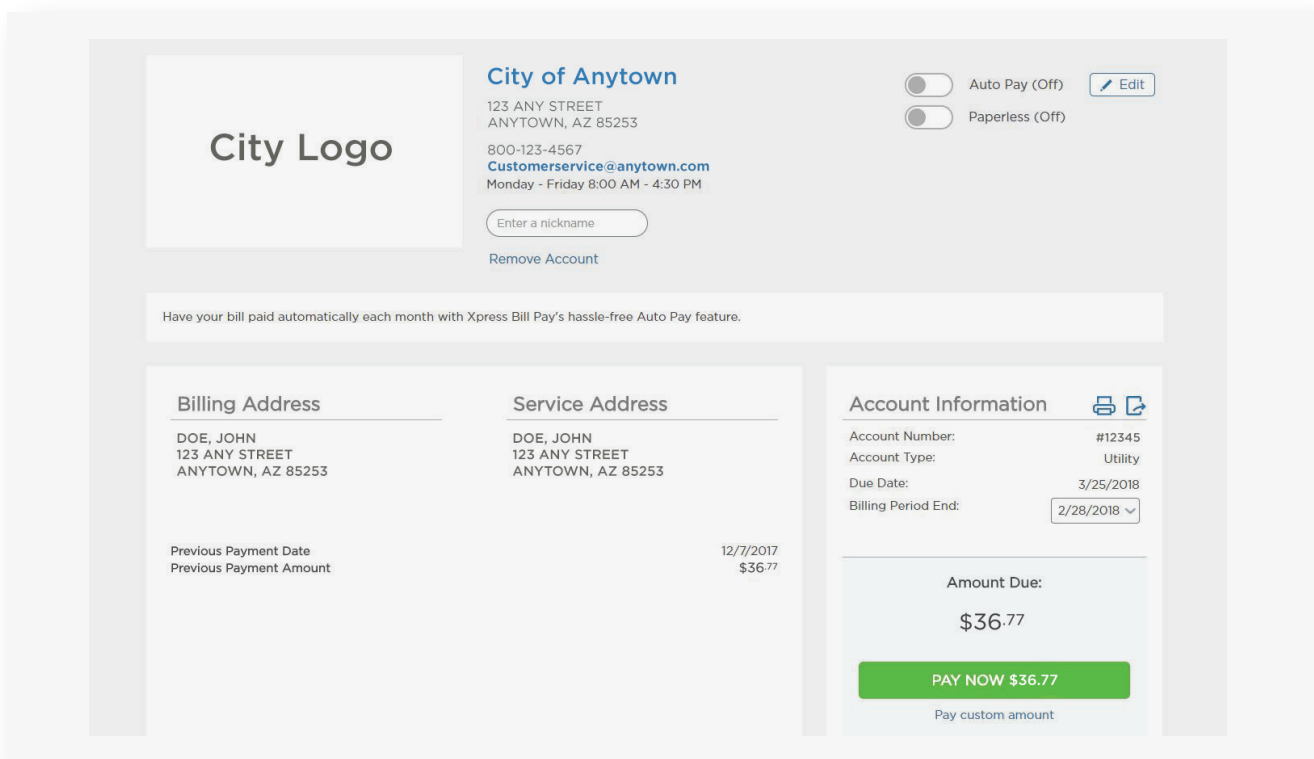 City Logo
City of Anytown
123 ANY STREET
ANYTOWN, AZ 85253
800-123-4567
Customerservice@anytown.com
Monday - Friday 8:00 AM - 4:30 PM
Enter a nickname
Remove Account
Auto Pay (Off)
Edit
Paperless (Off)
Have your bill paid automatically each month with Xpress Bill Pay's hassle-free Auto Pay feature.
Billing Address
DOE, JOHN
123 ANY STREET
ANYTOWN, AZ 85253
Service Address
DOE, JOHN
123 ANY STREET
ANYTOWN, AZ 85253
Previous Payment Date 12/7/2017
Previous Payment Amount $36.77
Account Information
Account Number: #12345
Account Type: Utility
Due Date: 3/25/2018
Billing Period End: 2/28/2018
Amount Due:
$36.77
PAY NOW $36.77
Pay custom amount